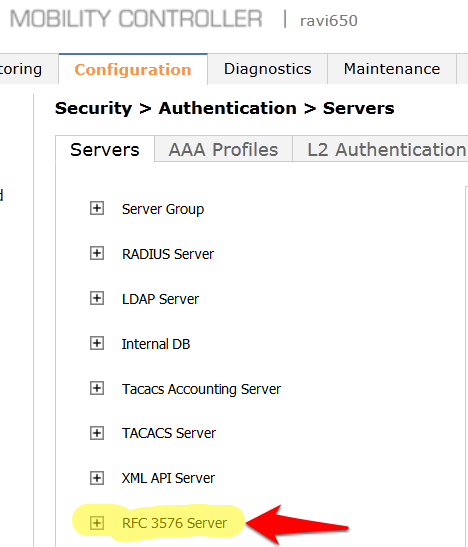 MOBILITY CONTROLLER | ravi650
toring Configuration Diagnostics Maintenance
Security > Authentication > Servers
d
Servers AAA Profiles L2 Authentication
Server Group
RADIUS Server
LDAP Server
Internal DB
Tacacs Accounting Server
TACACS Server
XML API Server
RFC 3576 Server